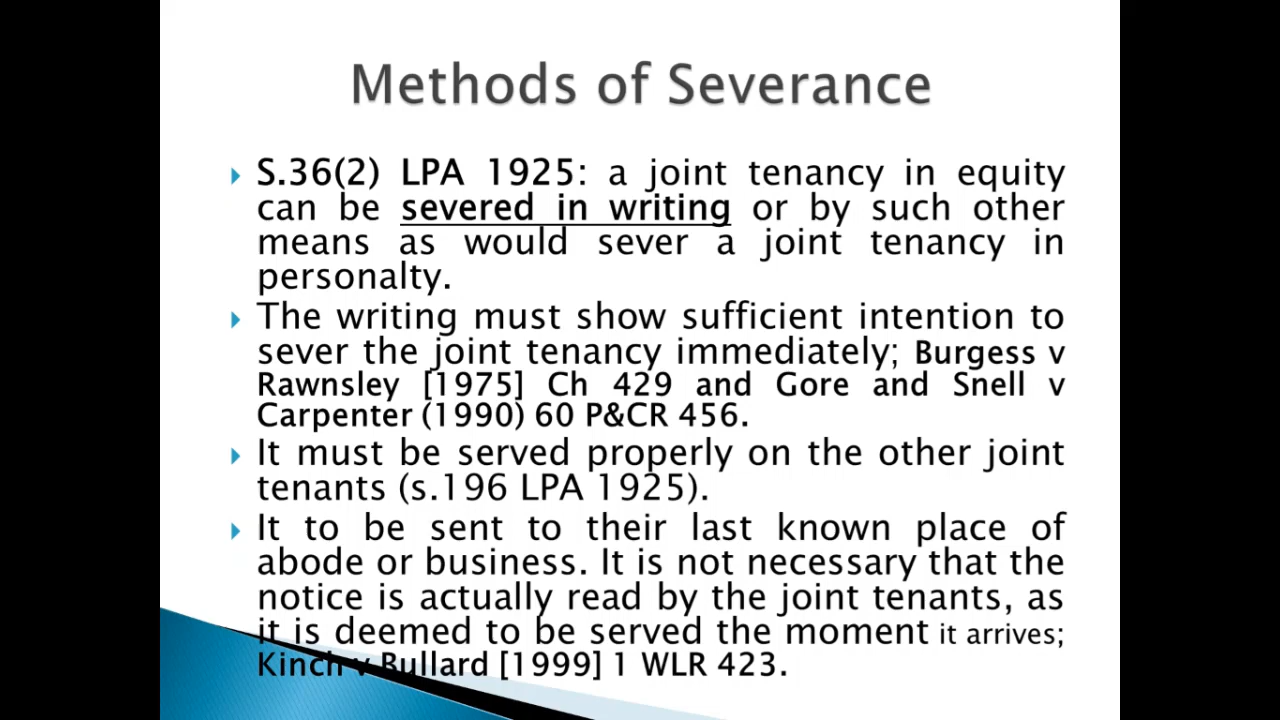 Methods of Severance
S.36(2) LPA 1925: a joint tenancy in equity
can be severed in writing or by such other
means as would sever a joint tenancy in
personalty.
The writing must show sufficient intention to
sever the joint tenancy immediately; Burgess v
Rawnsley [1975] Ch 429 and Gore and Snell v
Carpenter (1990) 60 P&CR 456.
It must be served properly on the other joint
tenants (s.196 LPA 1925).
It to be sent to their last known place of
abode or business. It is not necessary that the
notice is actually read by the joint tenants, as
it is deemed to be served the moment it arrives;
Kinch v Bullard [1999] 1 WLR 423.